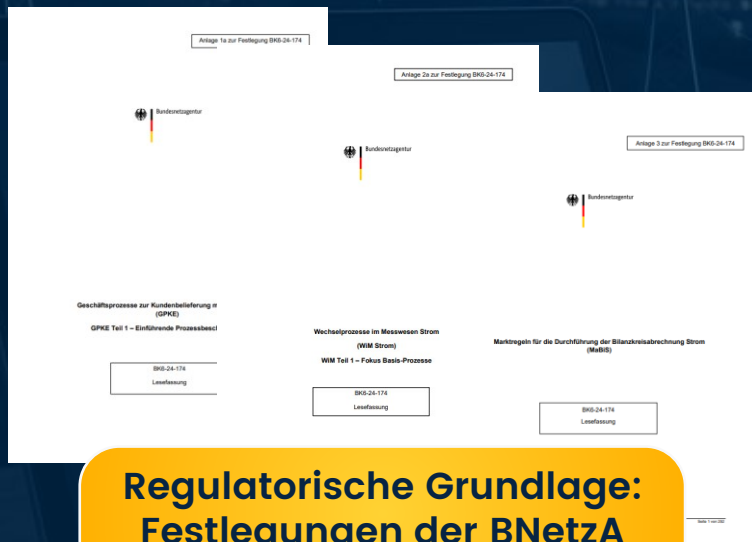 Anlage 1a zur Festlegung BK6-24-174
Bundesnetzagentur
Geschäftsprozesse zur Kundenbelieferung m
(GPKE)
GPKE Teil 1 – Einführende Prozessbesc
BK6-24-174
Lesefassung
Anlage 2a zur Festlegung BK6-24-174
Bundesnetzagentur
Wechselprozesse im Messwesen Strom
(WiM Strom)
WiM Teil 1 – Fokus Basis-Prozesse
BK6-24-174
Lesefassung
Anlage 3 zur Festlegung BK6-24-174
Bundesnetzagentur
Marktregeln für die Durchführung der Bilanzkreisabrechnung Strom
(MaBiS)
BK6-24-174
Lesefassung
Regulatorische Grundlage:
Festlegungen der BNetzA